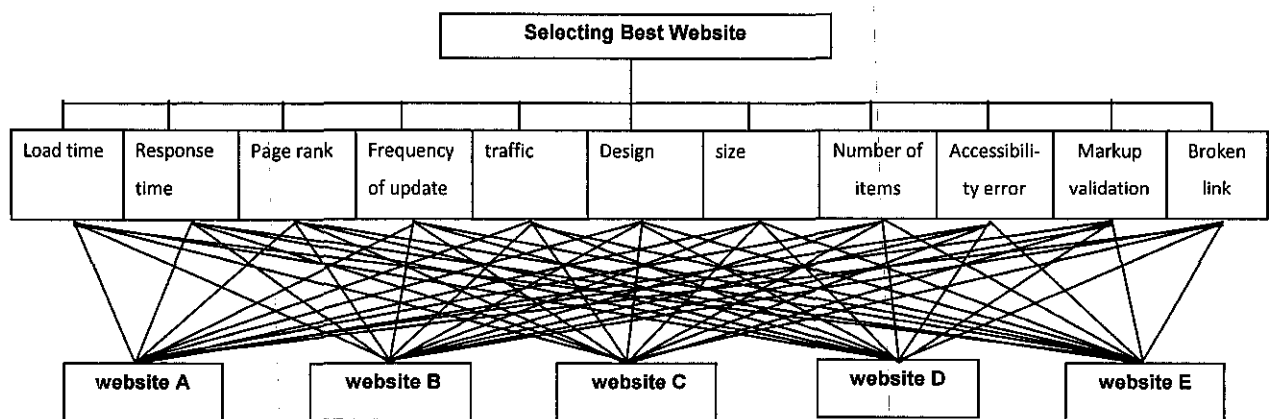 Selecting Best Website
Load time
Response
time
Page rank
Frequency
of update
traffic
Design
size
Number of
items
Accessibili-
ty error
Markup
validation
Broken
link
website A
website B
website C
website D
website E